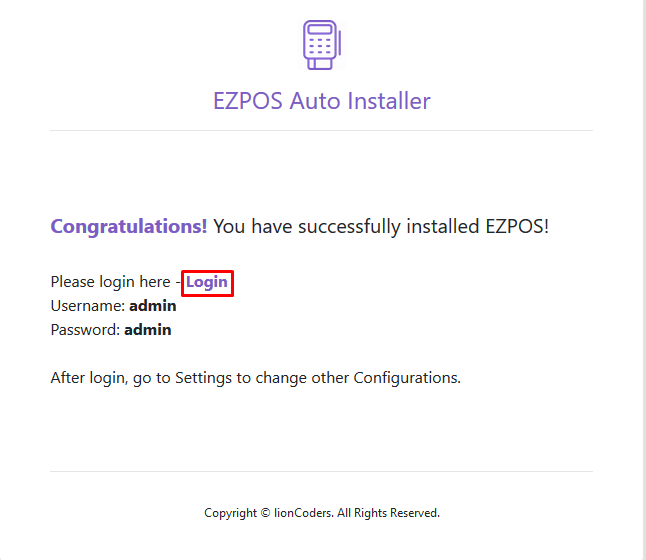 EZPOS Auto Installer
Congratulations! You have successfully installed EZPOS!
Please login here - Login
Username: admin
Password: admin
After login, go to Settings to change other Configurations.
Copyright © lionCoders. All Rights Reserved.